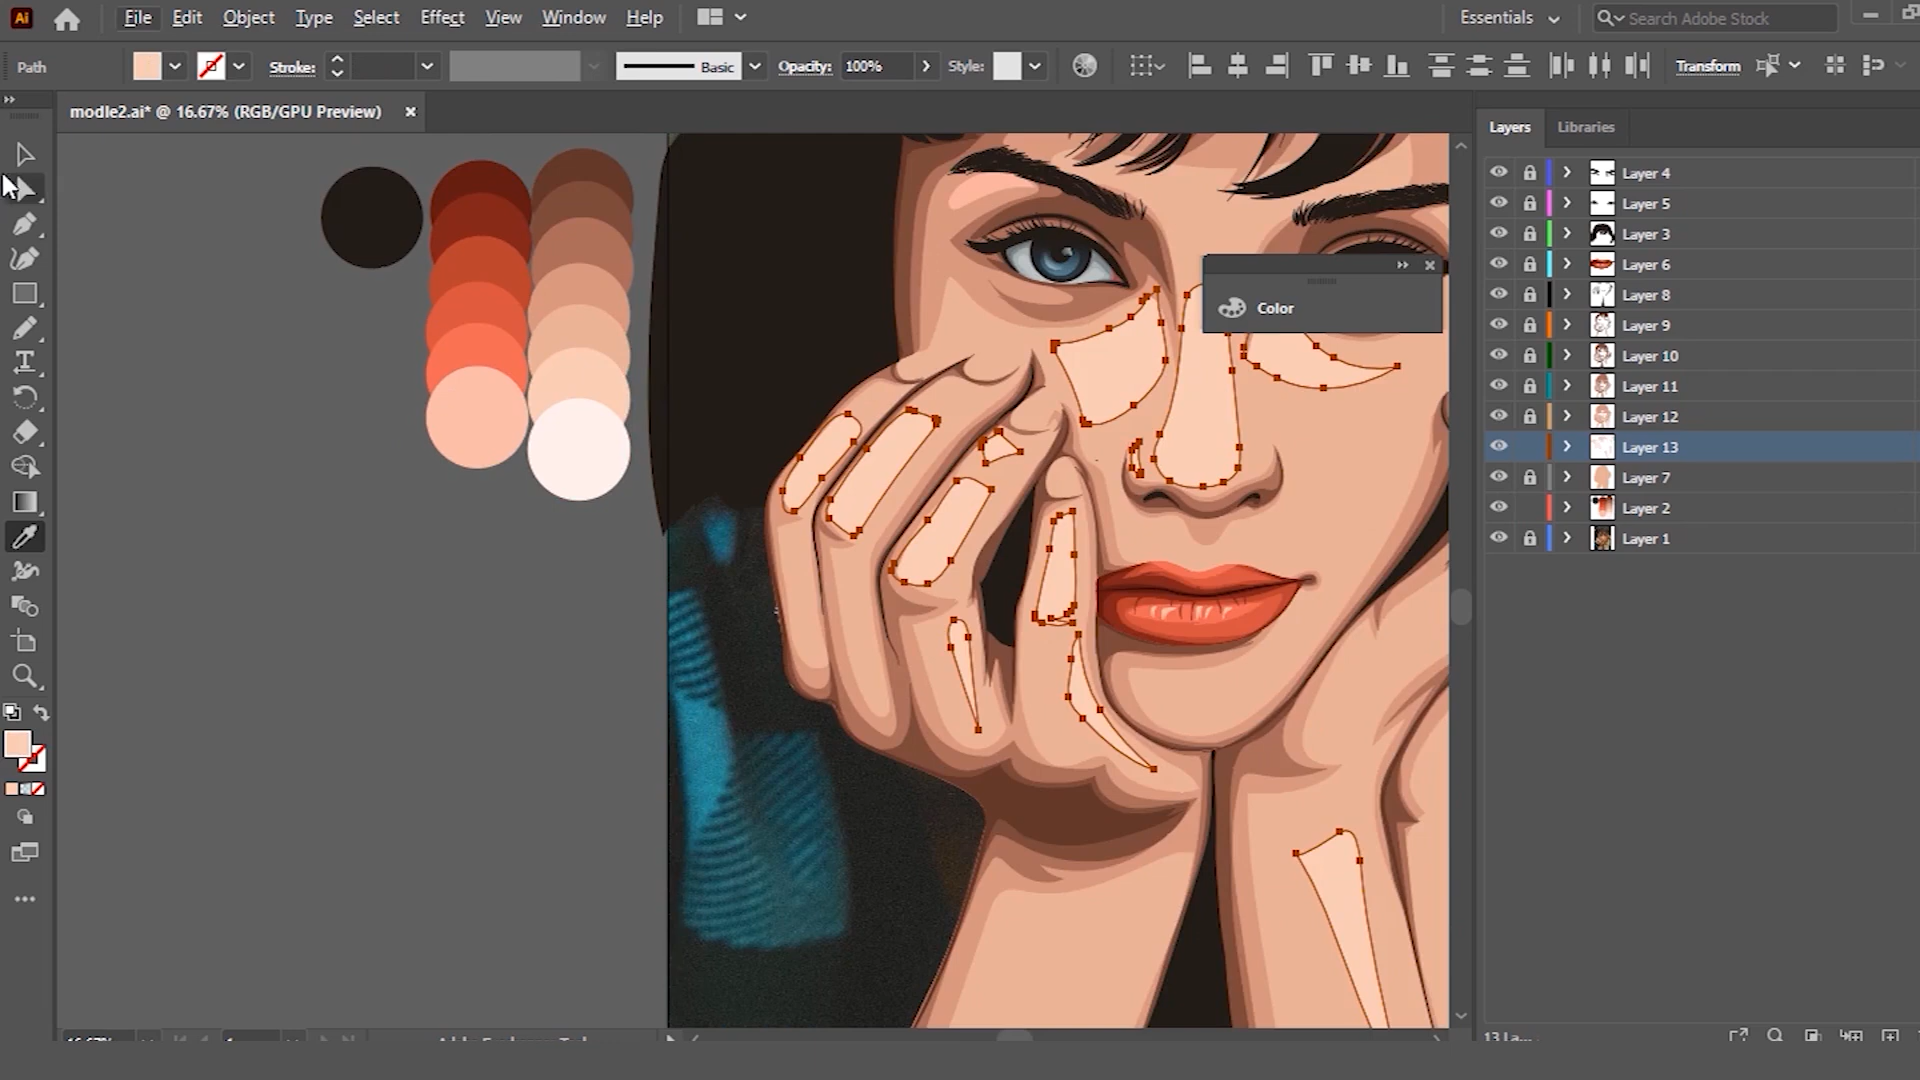 Ai File Edit Object Type Select Effect View Window Help Essentials Search Adobe Stock
Path Stroke: Basic Opacity: 100% Style: Transform
modle2.ai* @ 16.67% (RGB/GPU Preview)
Layers Libraries
Layer 4
Layer 5
Layer 3
Layer 6
Layer 8
Color
Layer 9
Layer 10
Layer 11
Layer 12
Layer 13
Layer 7
Layer 2
Layer 1
16.67%
13 La...